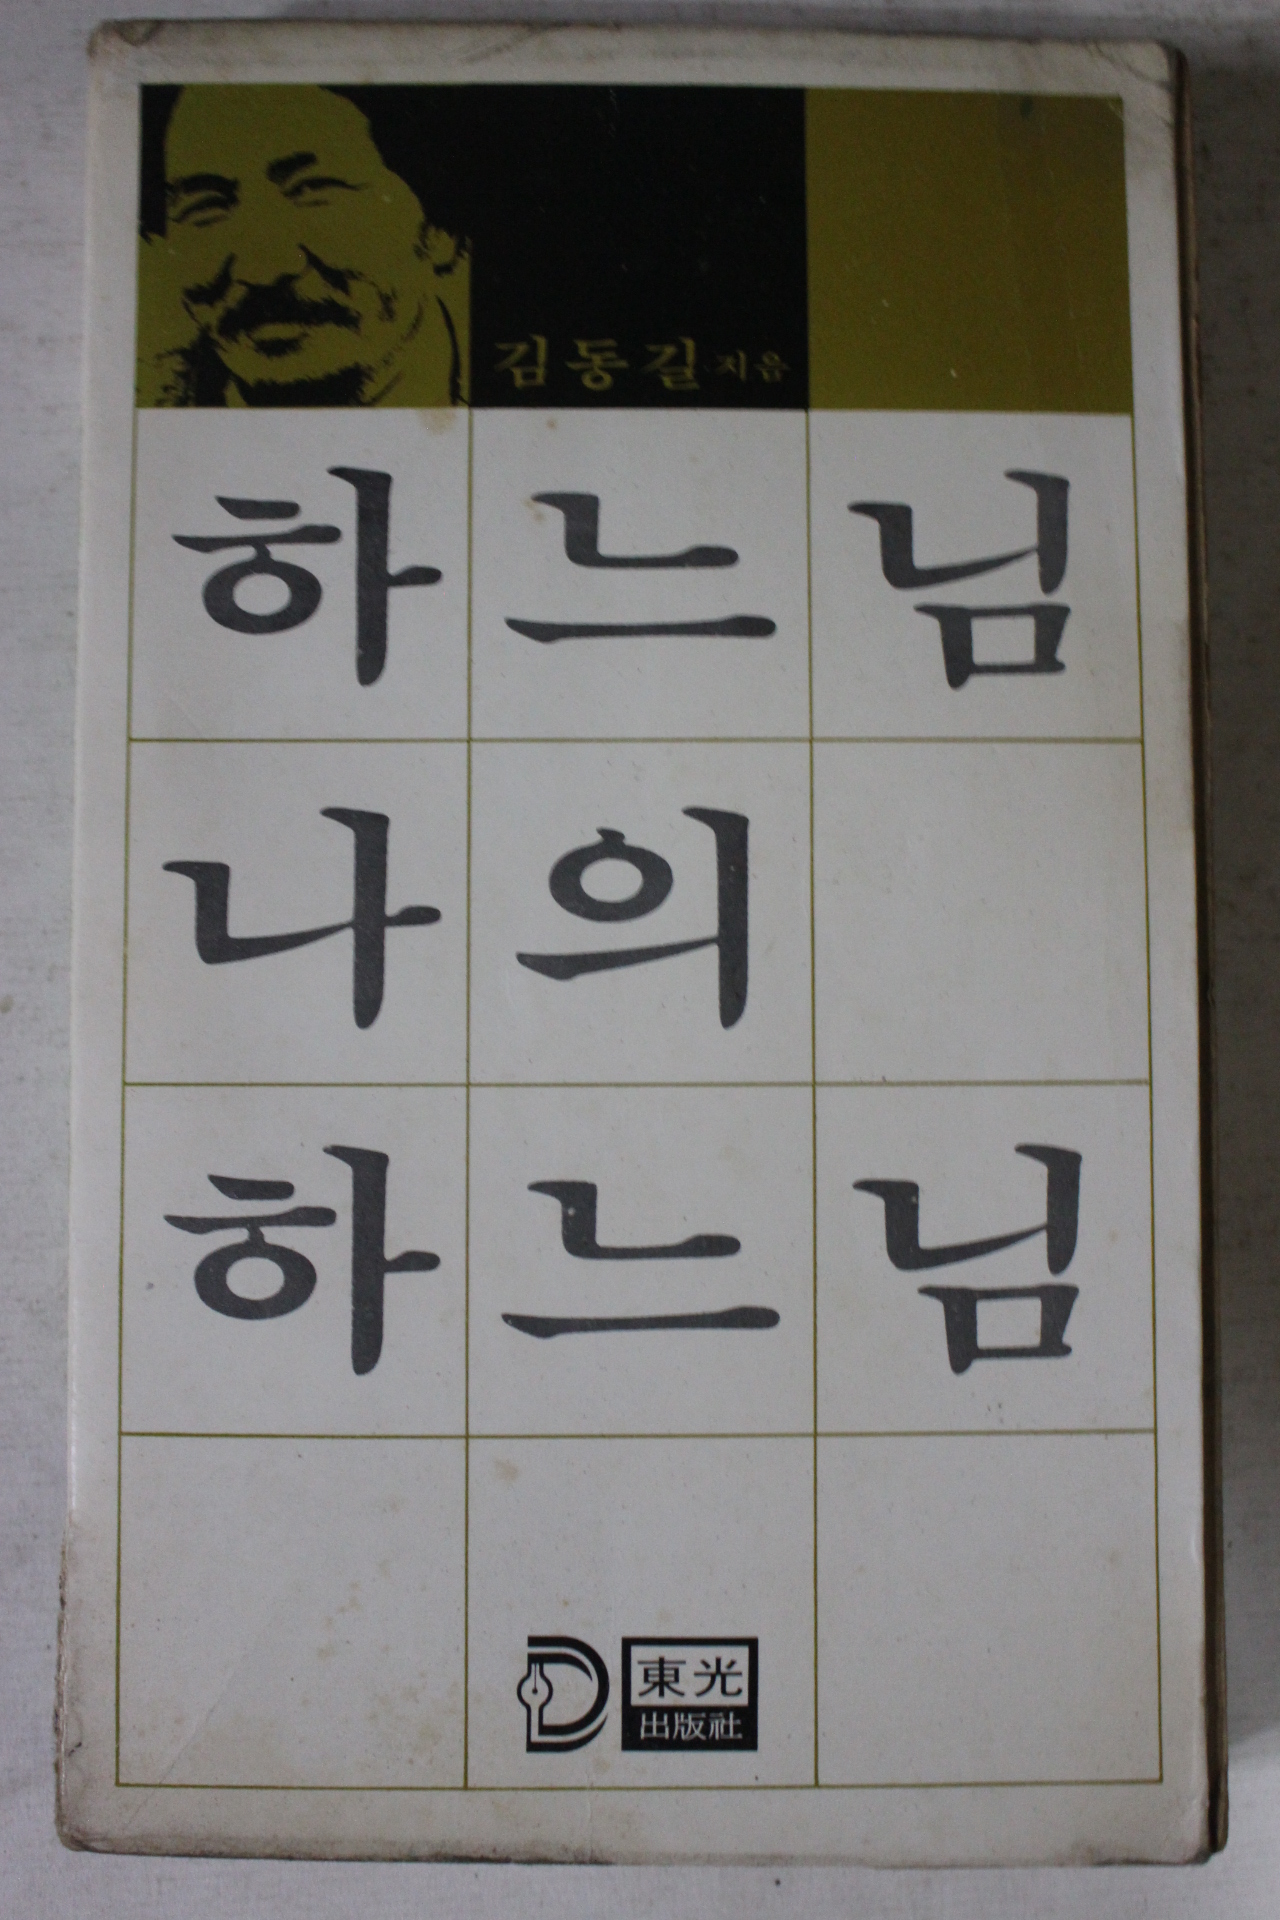 김동길 지음
하느님
나의
하느님
東光
出版社